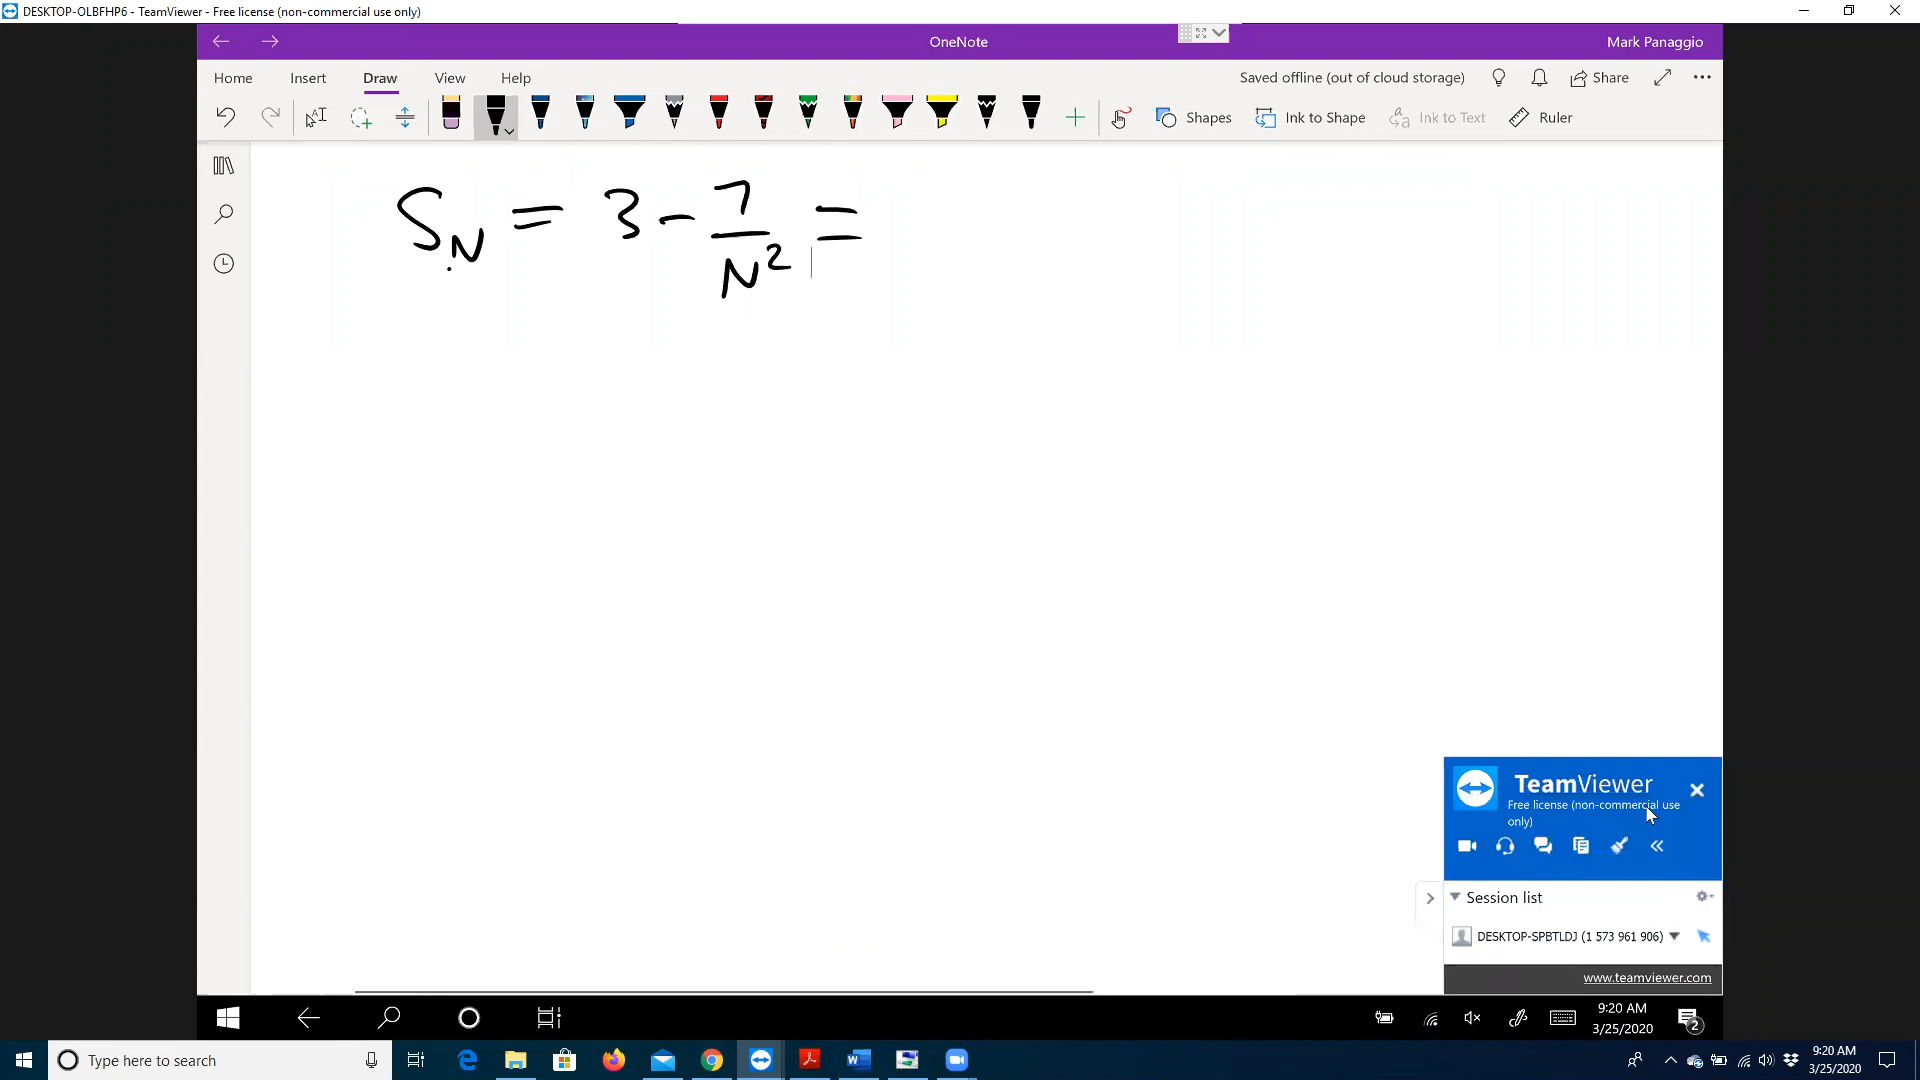 DESKTOP-OLBFHP6 - TeamViewer - Free license (non-commercial use only)
OneNote
Mark Panaggio
Home Insert Draw View Help
Saved offline (out of cloud storage)
Share
Shapes
Ink to Shape
Ink to Text
Ruler
S_N = 3 - 7/N² =
TeamViewer
Free license (non-commercial use
only)
Session list
DESKTOP-SPBTLDJ (1 573 961 906)
www.teamviewer.com
9:20 AM
3/25/2020
2
Type here to search
9:20 AM
3/25/2020